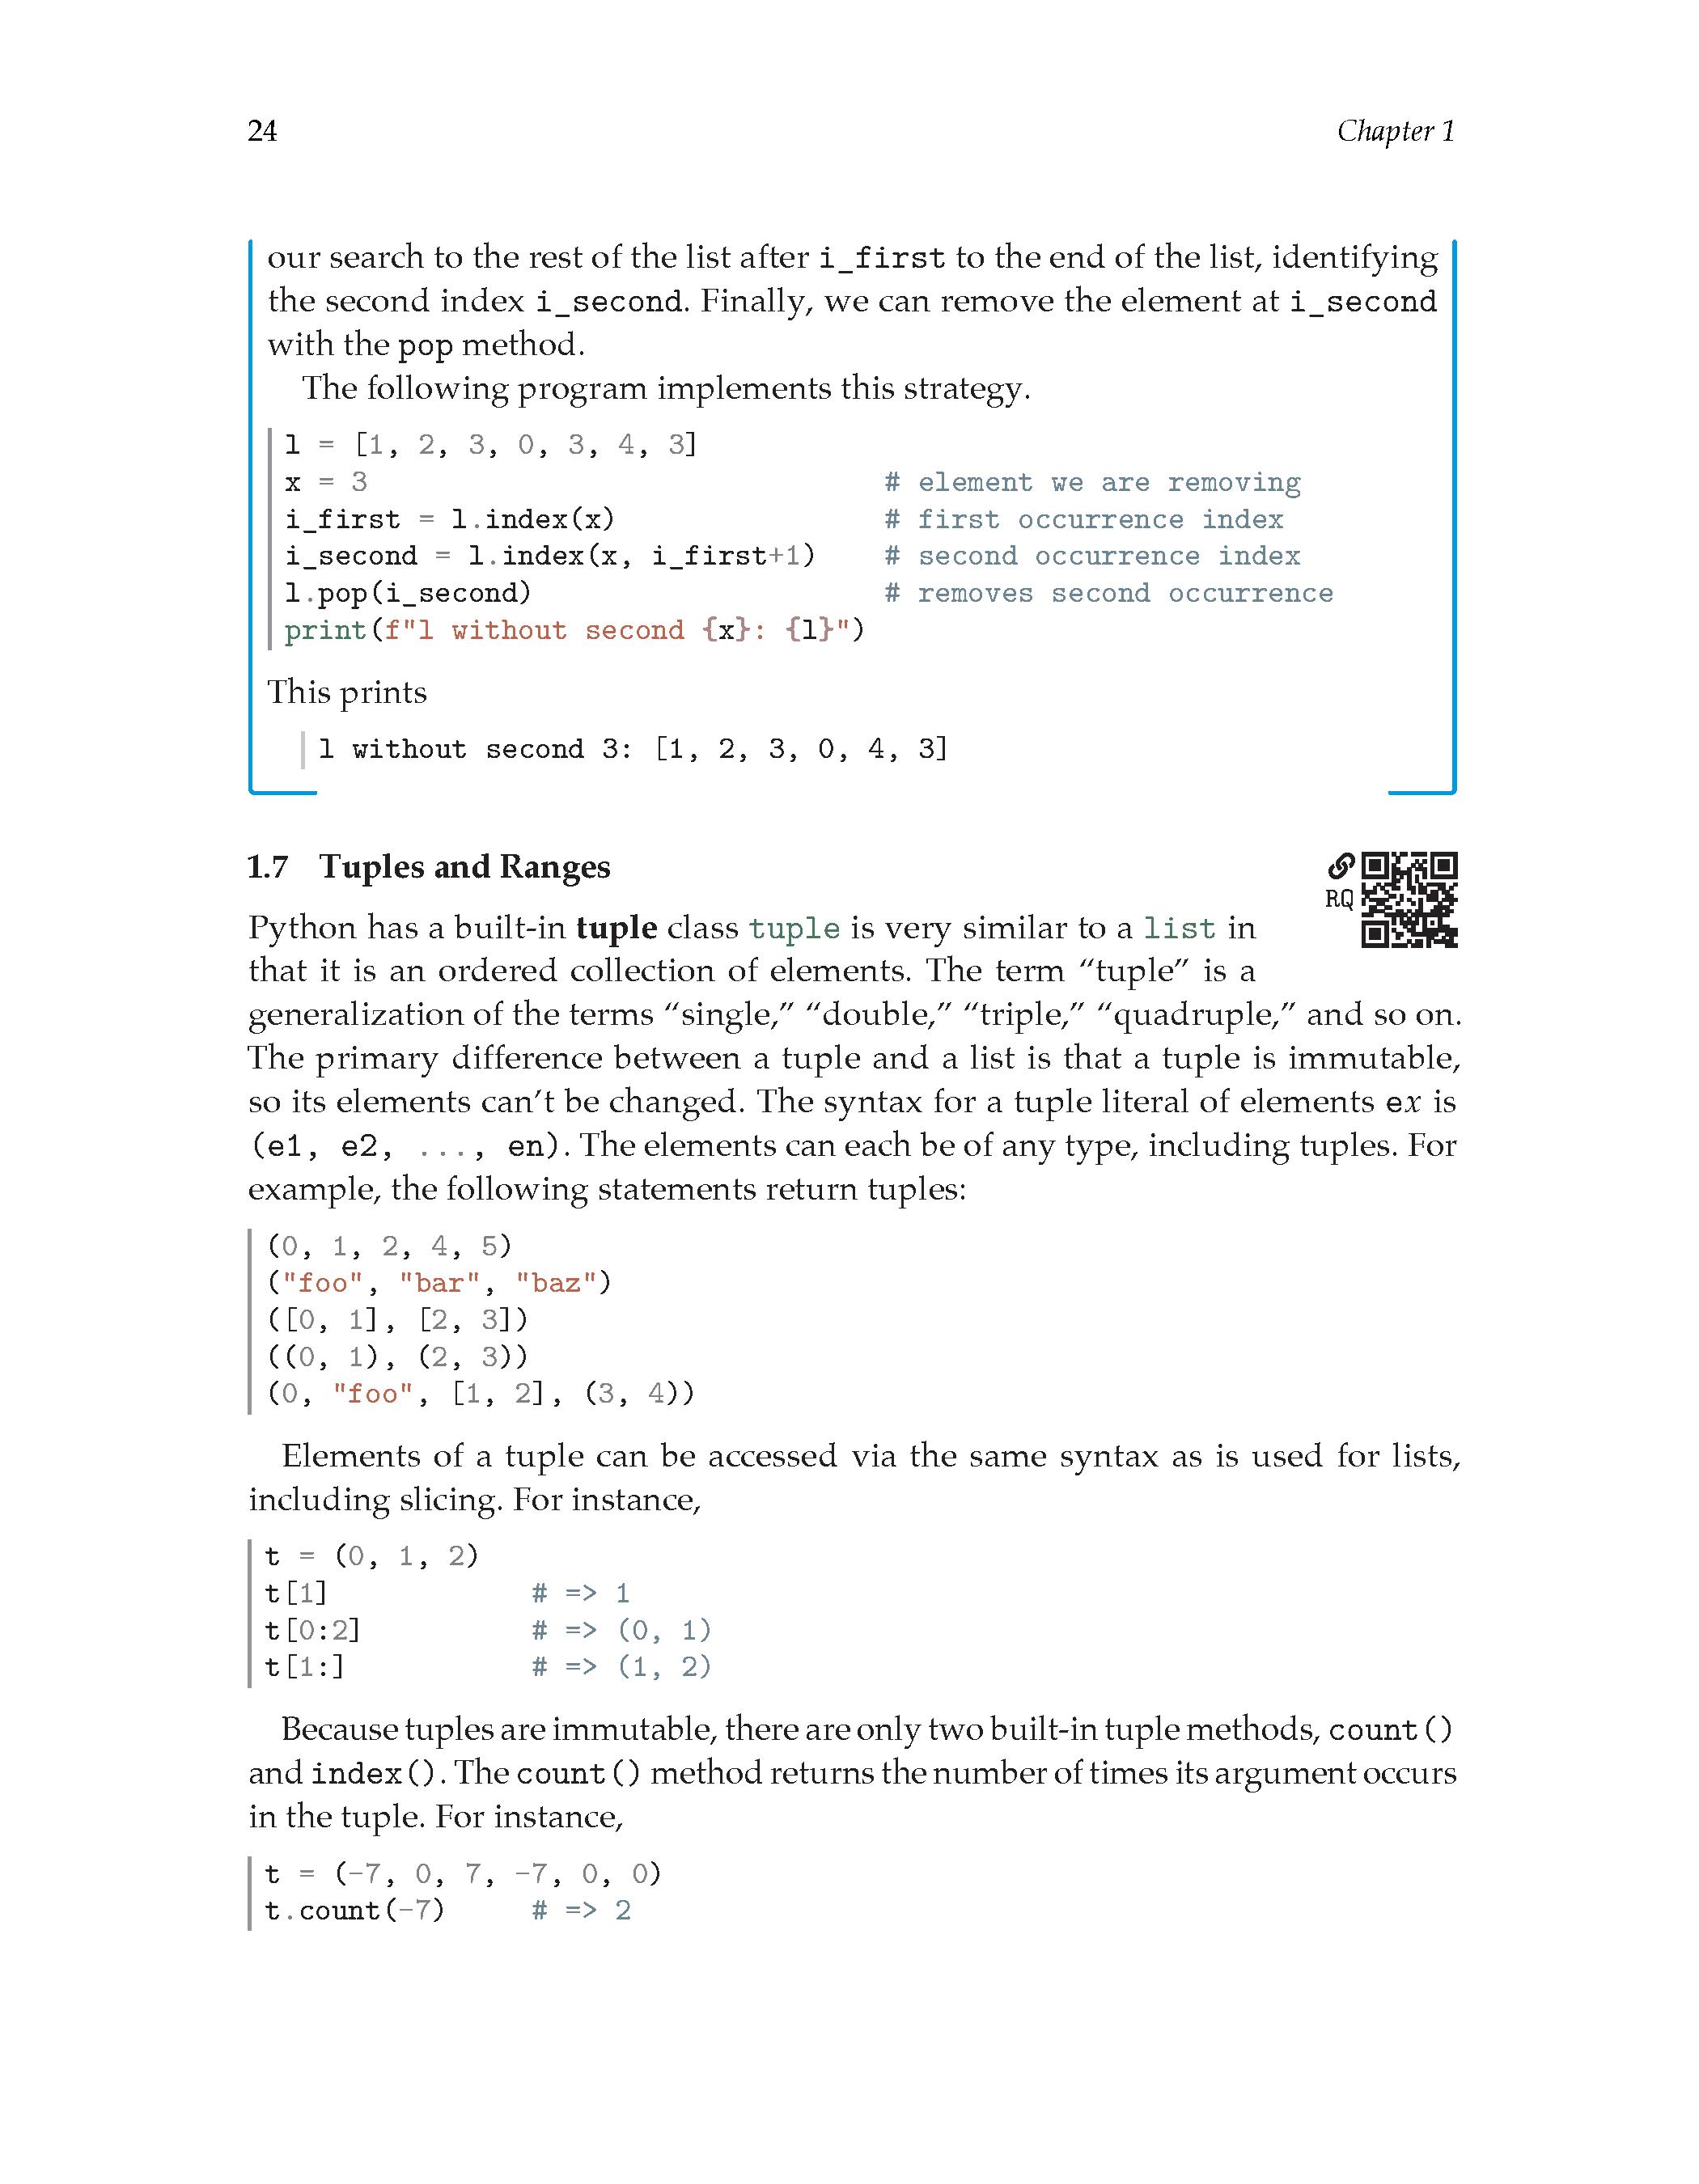 24 Chapter 1
our search to the rest of the list after i_first to the end of the list, identifying
the second index i_second. Finally, we can remove the element at i_second
with the pop method.
The following program implements this strategy.
l = [1, 2, 3, 0, 3, 4, 3]
x = 3 # element we are removing
i_first = l.index(x) # first occurrence index
i_second = l.index(x, i_first+1) # second occurrence index
l.pop(i_second) # removes second occurrence
print(f"l without second {x}: {l}")
This prints
l without second 3: [1, 2, 3, 0, 4, 3]
1.7 Tuples and Ranges
RQ
Python has a built-in tuple class tuple is very similar to a list in
that it is an ordered collection of elements. The term “tuple” is a
generalization of the terms “single,” “double,” “triple,” “quadruple,” and so on.
The primary difference between a tuple and a list is that a tuple is immutable,
so its elements can’t be changed. The syntax for a tuple literal of elements ex is
(e1, e2, ..., en). The elements can each be of any type, including tuples. For
example, the following statements return tuples:
(0, 1, 2, 4, 5)
("foo", "bar", "baz")
([0, 1], [2, 3])
((0, 1), (2, 3))
(0, "foo", [1, 2], (3, 4))
Elements of a tuple can be accessed via the same syntax as is used for lists,
including slicing. For instance,
t = (0, 1, 2)
t[1] # => 1
t[0:2] # => (0, 1)
t[1:] # => (1, 2)
Because tuples are immutable, there are only two built-in tuple methods, count()
and index(). The count() method returns the number of times its argument occurs
in the tuple. For instance,
t = (-7, 0, 7, -7, 0, 0)
t.count(-7) # => 2